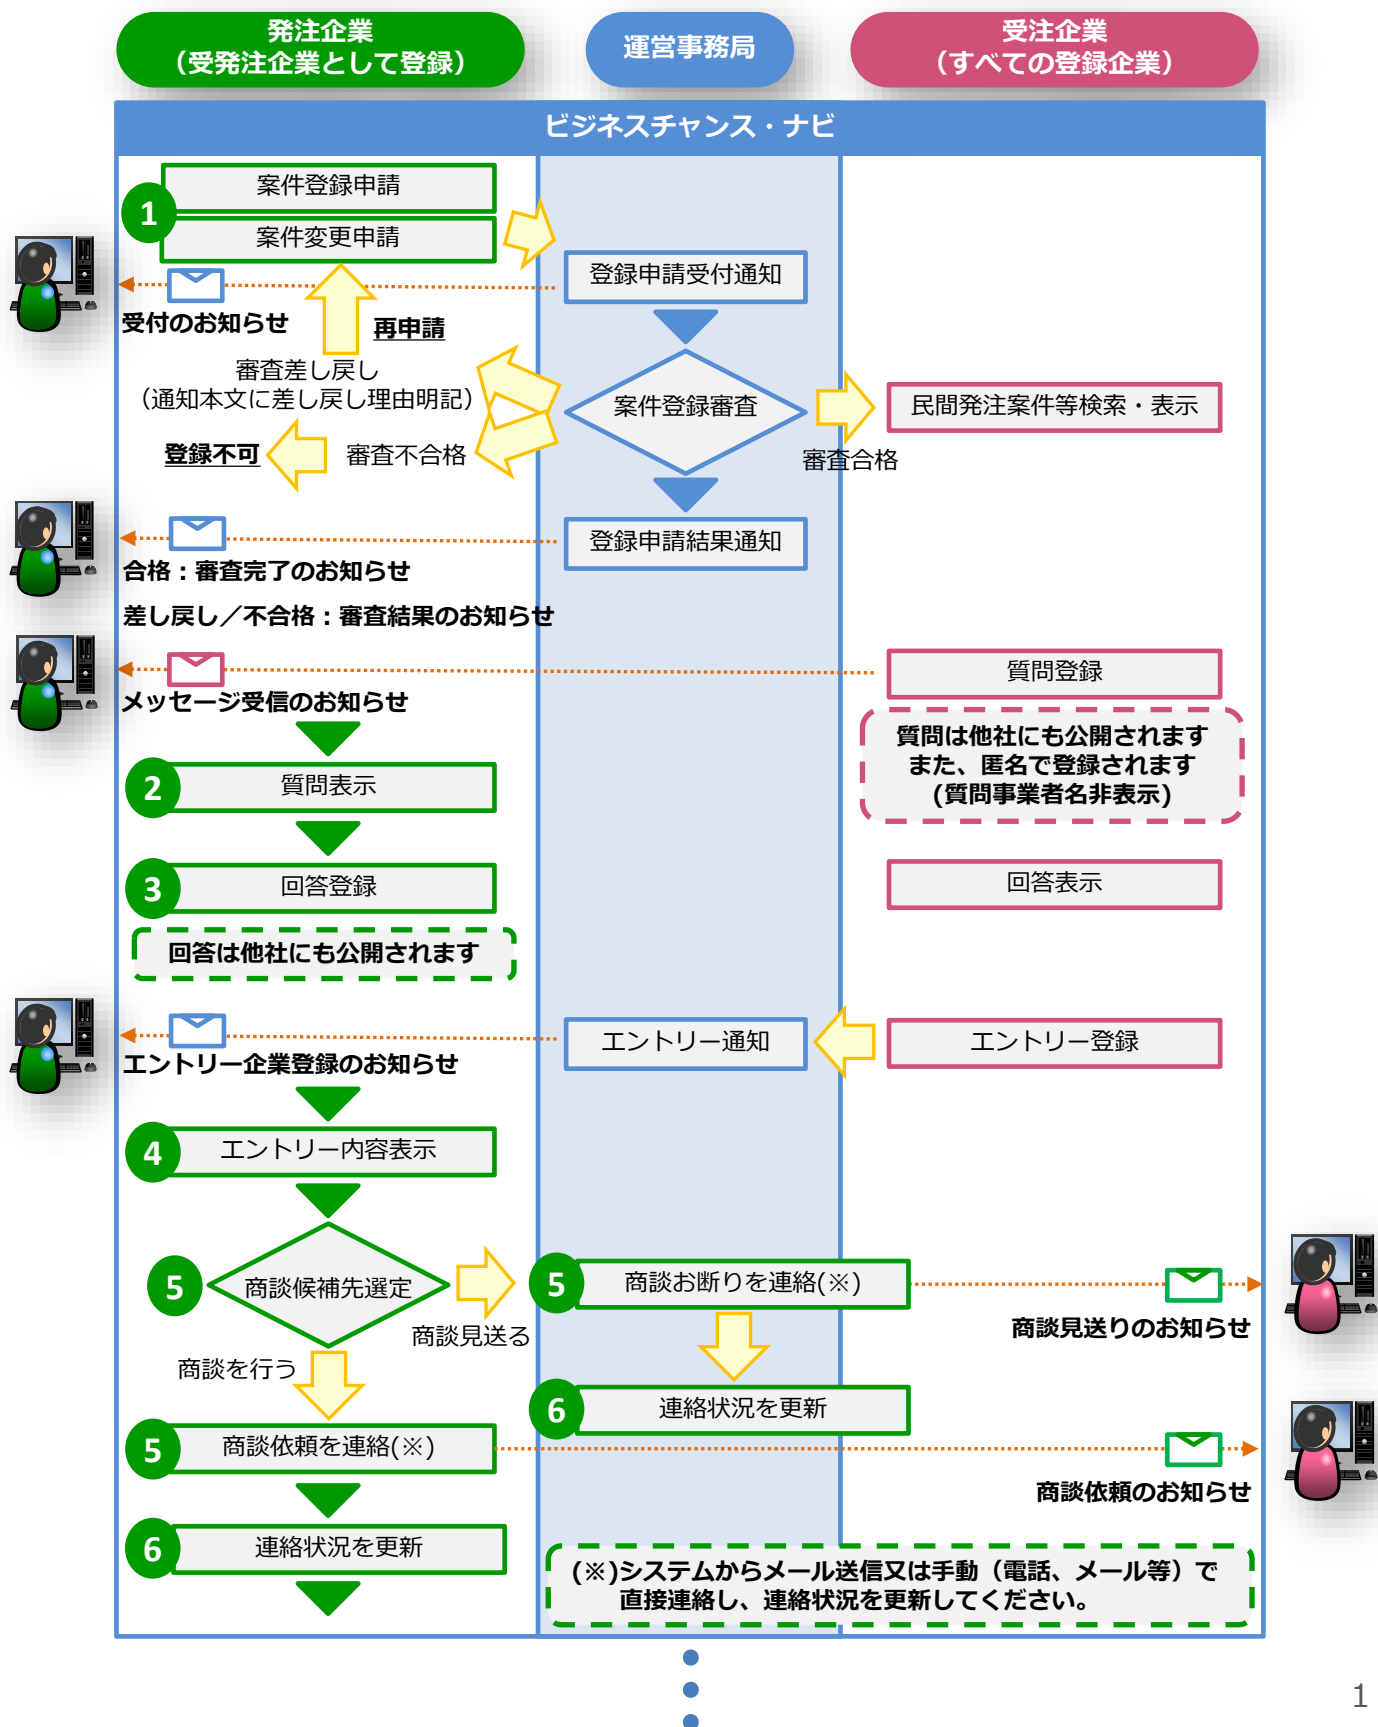 発注企業
（受発注企業として登録）
運営事務局
受注企業
（すべての登録企業）
ビジネスチャンス・ナビ
1
案件登録申請
案件変更申請
登録申請受付通知
受付のお知らせ
再申請
審査差し戻し
（通知本文に差し戻し理由明記）
案件登録審査
民間発注案件等検索・表示
登録不可
審査不合格
審査合格
登録申請結果通知
合格：審査完了のお知らせ
差し戻し／不合格：審査結果のお知らせ
質問登録
メッセージ受信のお知らせ
質問は他社にも公開されます
また、匿名で登録されます
(質問事業者名非表示)
2
質問表示
3
回答登録
回答表示
回答は他社にも公開されます
エントリー通知
エントリー登録
エントリー企業登録のお知らせ
4
エントリー内容表示
5
商談候補先選定
5
商談お断りを連絡(※)
商談見送る
商談見送りのお知らせ
商談を行う
6
連絡状況を更新
5
商談依頼を連絡(※)
商談依頼のお知らせ
6
連絡状況を更新
(※)システムからメール送信又は手動（電話、メール等）で
直接連絡し、連絡状況を更新してください。
1